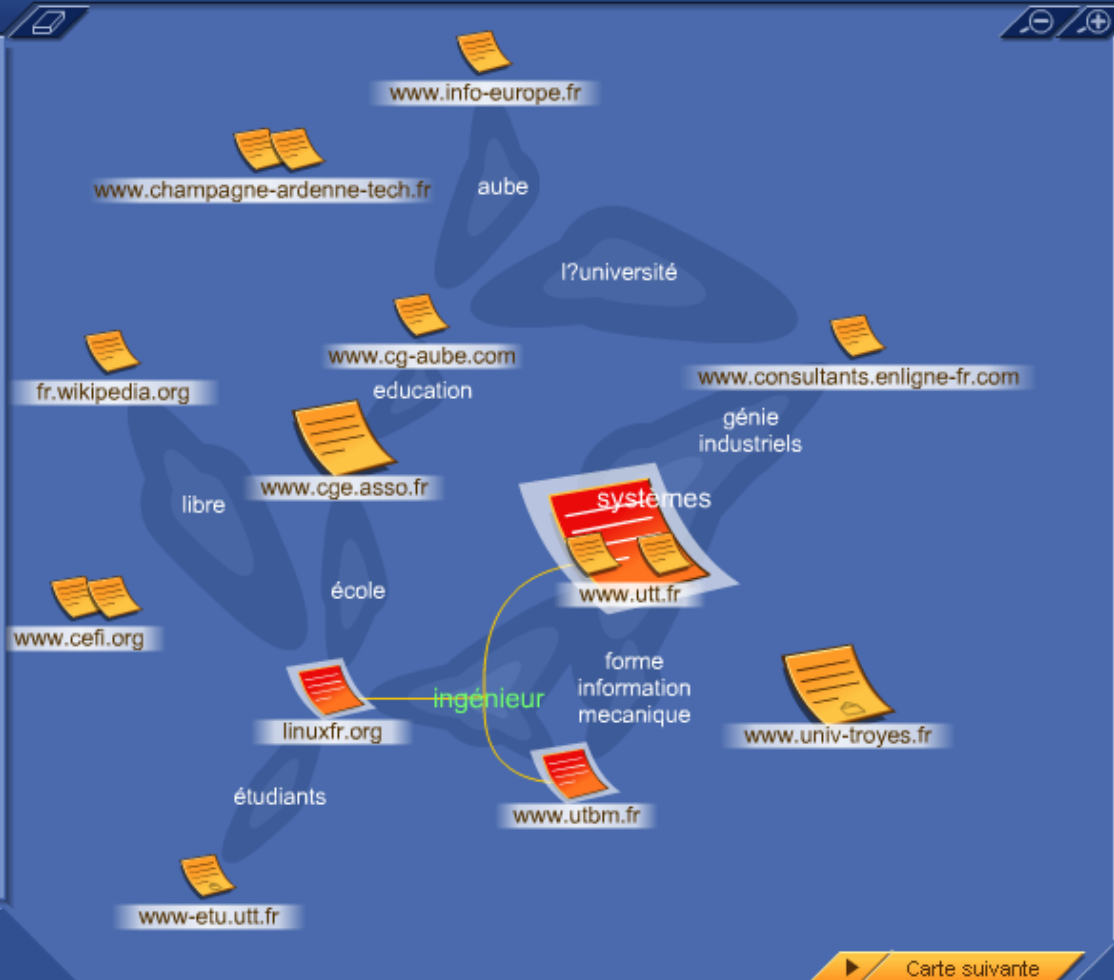 www.info-europe.fr
www.champagne-ardenne-tech.fr
aube
l?université
www.cg-aube.com
fr.wikipedia.org
education
www.consultants.enligne-fr.com
génie
industriels
www.cge.asso.fr
libre
systèmes
école
www.utt.fr
www.cefi.org
forme
information
mecanique
ingénieur
linuxfr.org
www.univ-troyes.fr
étudiants
www.utbm.fr
www-etu.utt.fr
Carte suivante